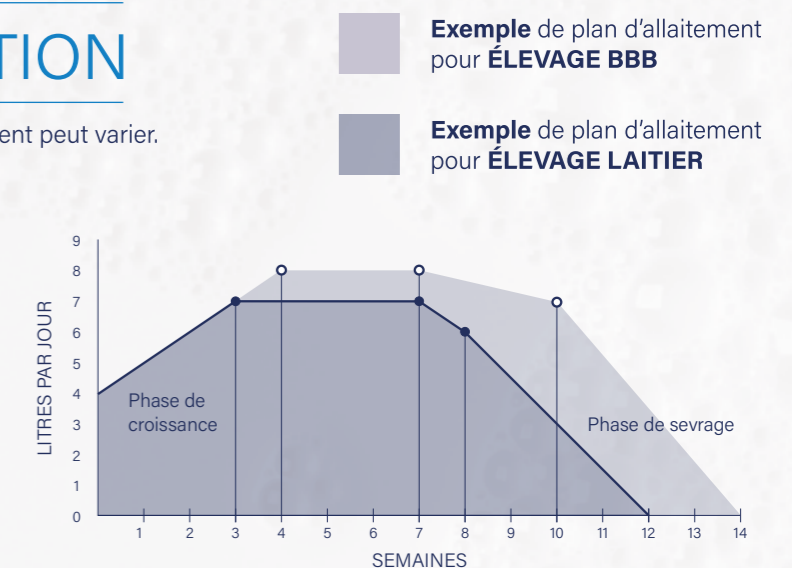 TION
ent peut varier.
Exemple de plan d'allaitement
pour ÉLEVAGE BBB
Exemple de plan d'allaitement
pour ÉLEVAGE LAITIER
LITRES PAR JOUR
9
8
7
6
5
4
3
2
1
0
Phase de
croissance
Phase de sevrage
1 2 3 4 5 6 7 8 9 10 11 12 13 14
SEMAINES